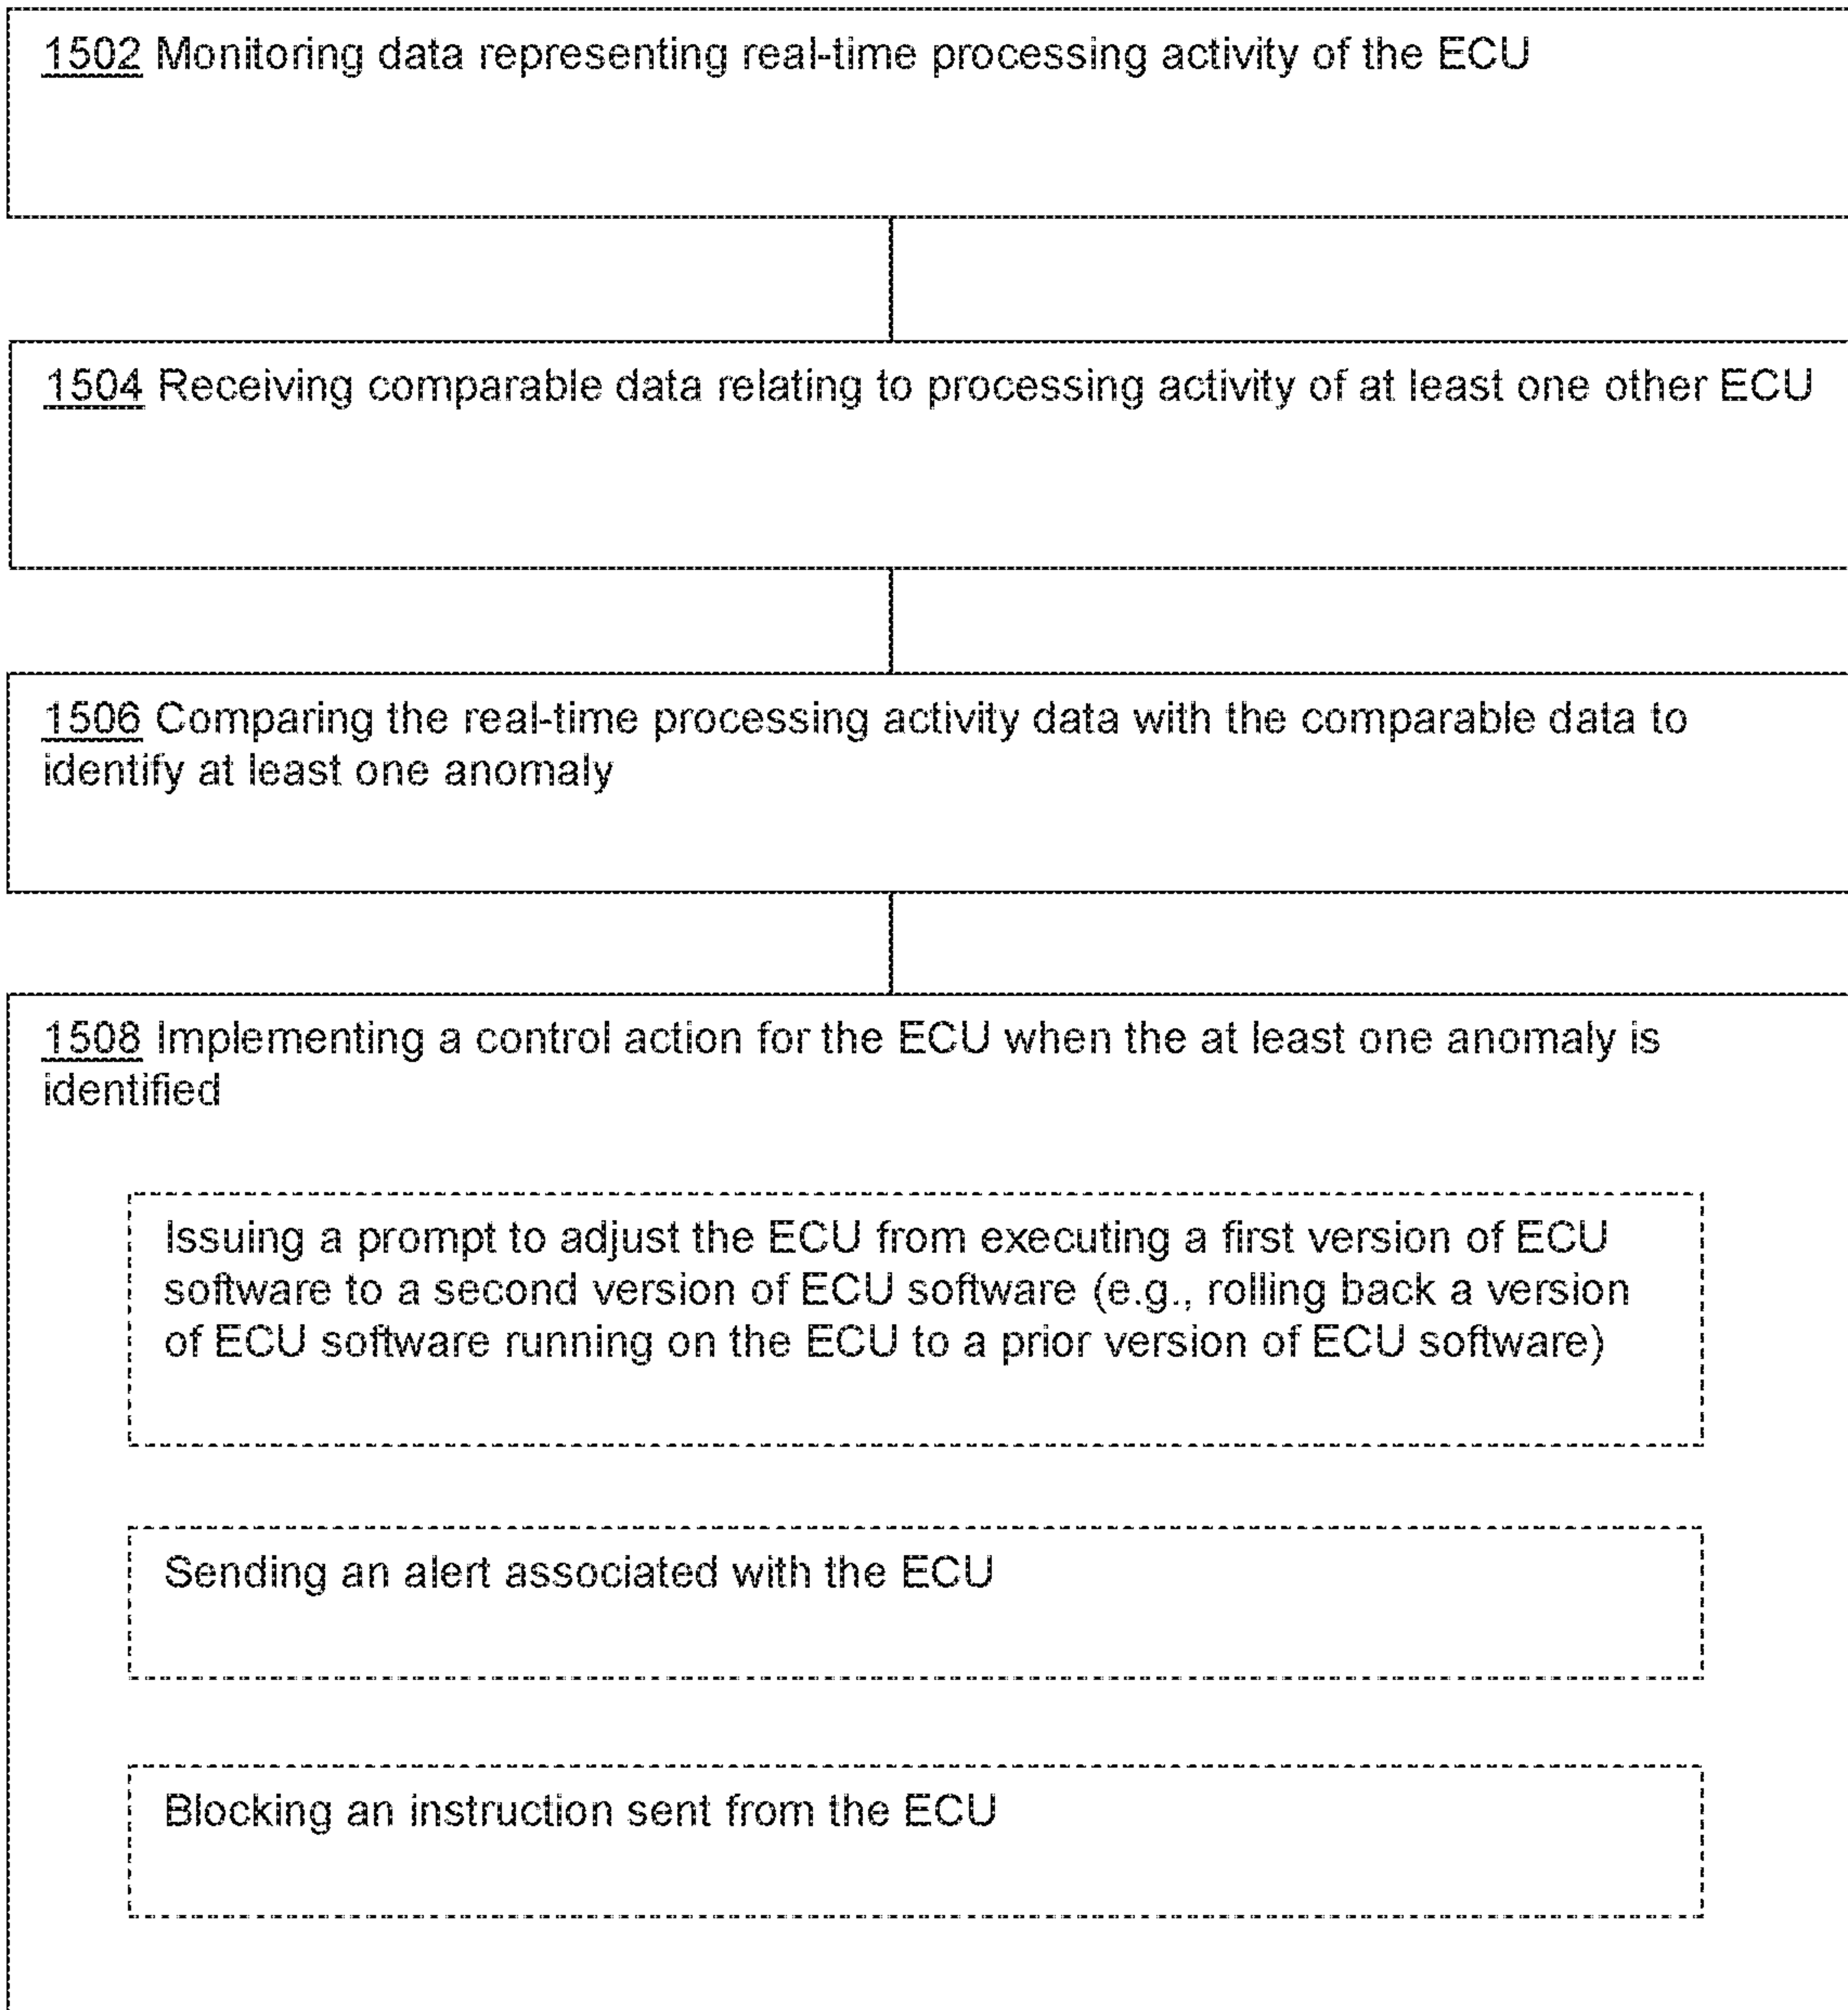 1502 Monitoring data representing real-time processing activity of the ECU
1504 Receiving comparable data relating to processing activity of at least one other ECU
1506 Comparing the real-time processing activity data with the comparable data to
identify at least one anomaly
1508 Implementing a control action for the ECU when the at least one anomaly is
identified
Issuing a prompt to adjust the ECU from executing a first version of ECU
software to a second version of ECU software (e.g., rolling back a version
of ECU software running on the ECU to a prior version of ECU software)
Sending an alert associated with the ECU
Blocking an instruction sent from the ECU